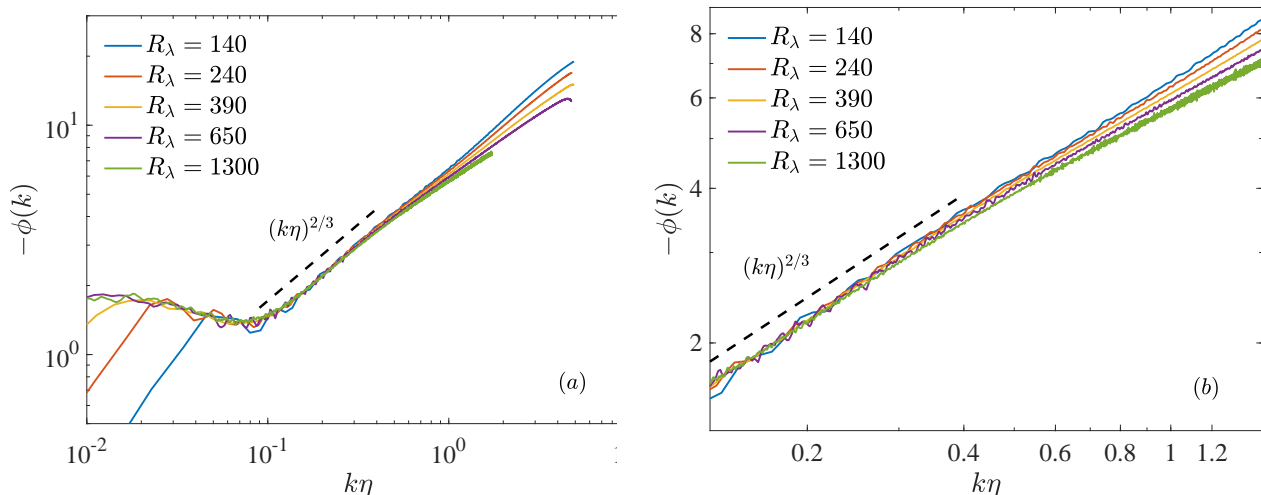 R_λ = 140
R_λ = 240
R_λ = 390
R_λ = 650
R_λ = 1300
(kη)^{2/3}
(a)
−φ(k)
10^1
10^0
10^{-2}
10^{-1}
10^0
kη
R_λ = 140
R_λ = 240
R_λ = 390
R_λ = 650
R_λ = 1300
(kη)^{2/3}
(b)
−φ(k)
8
6
4
2
0.2
0.4
0.6
0.8
1
1.2
kη